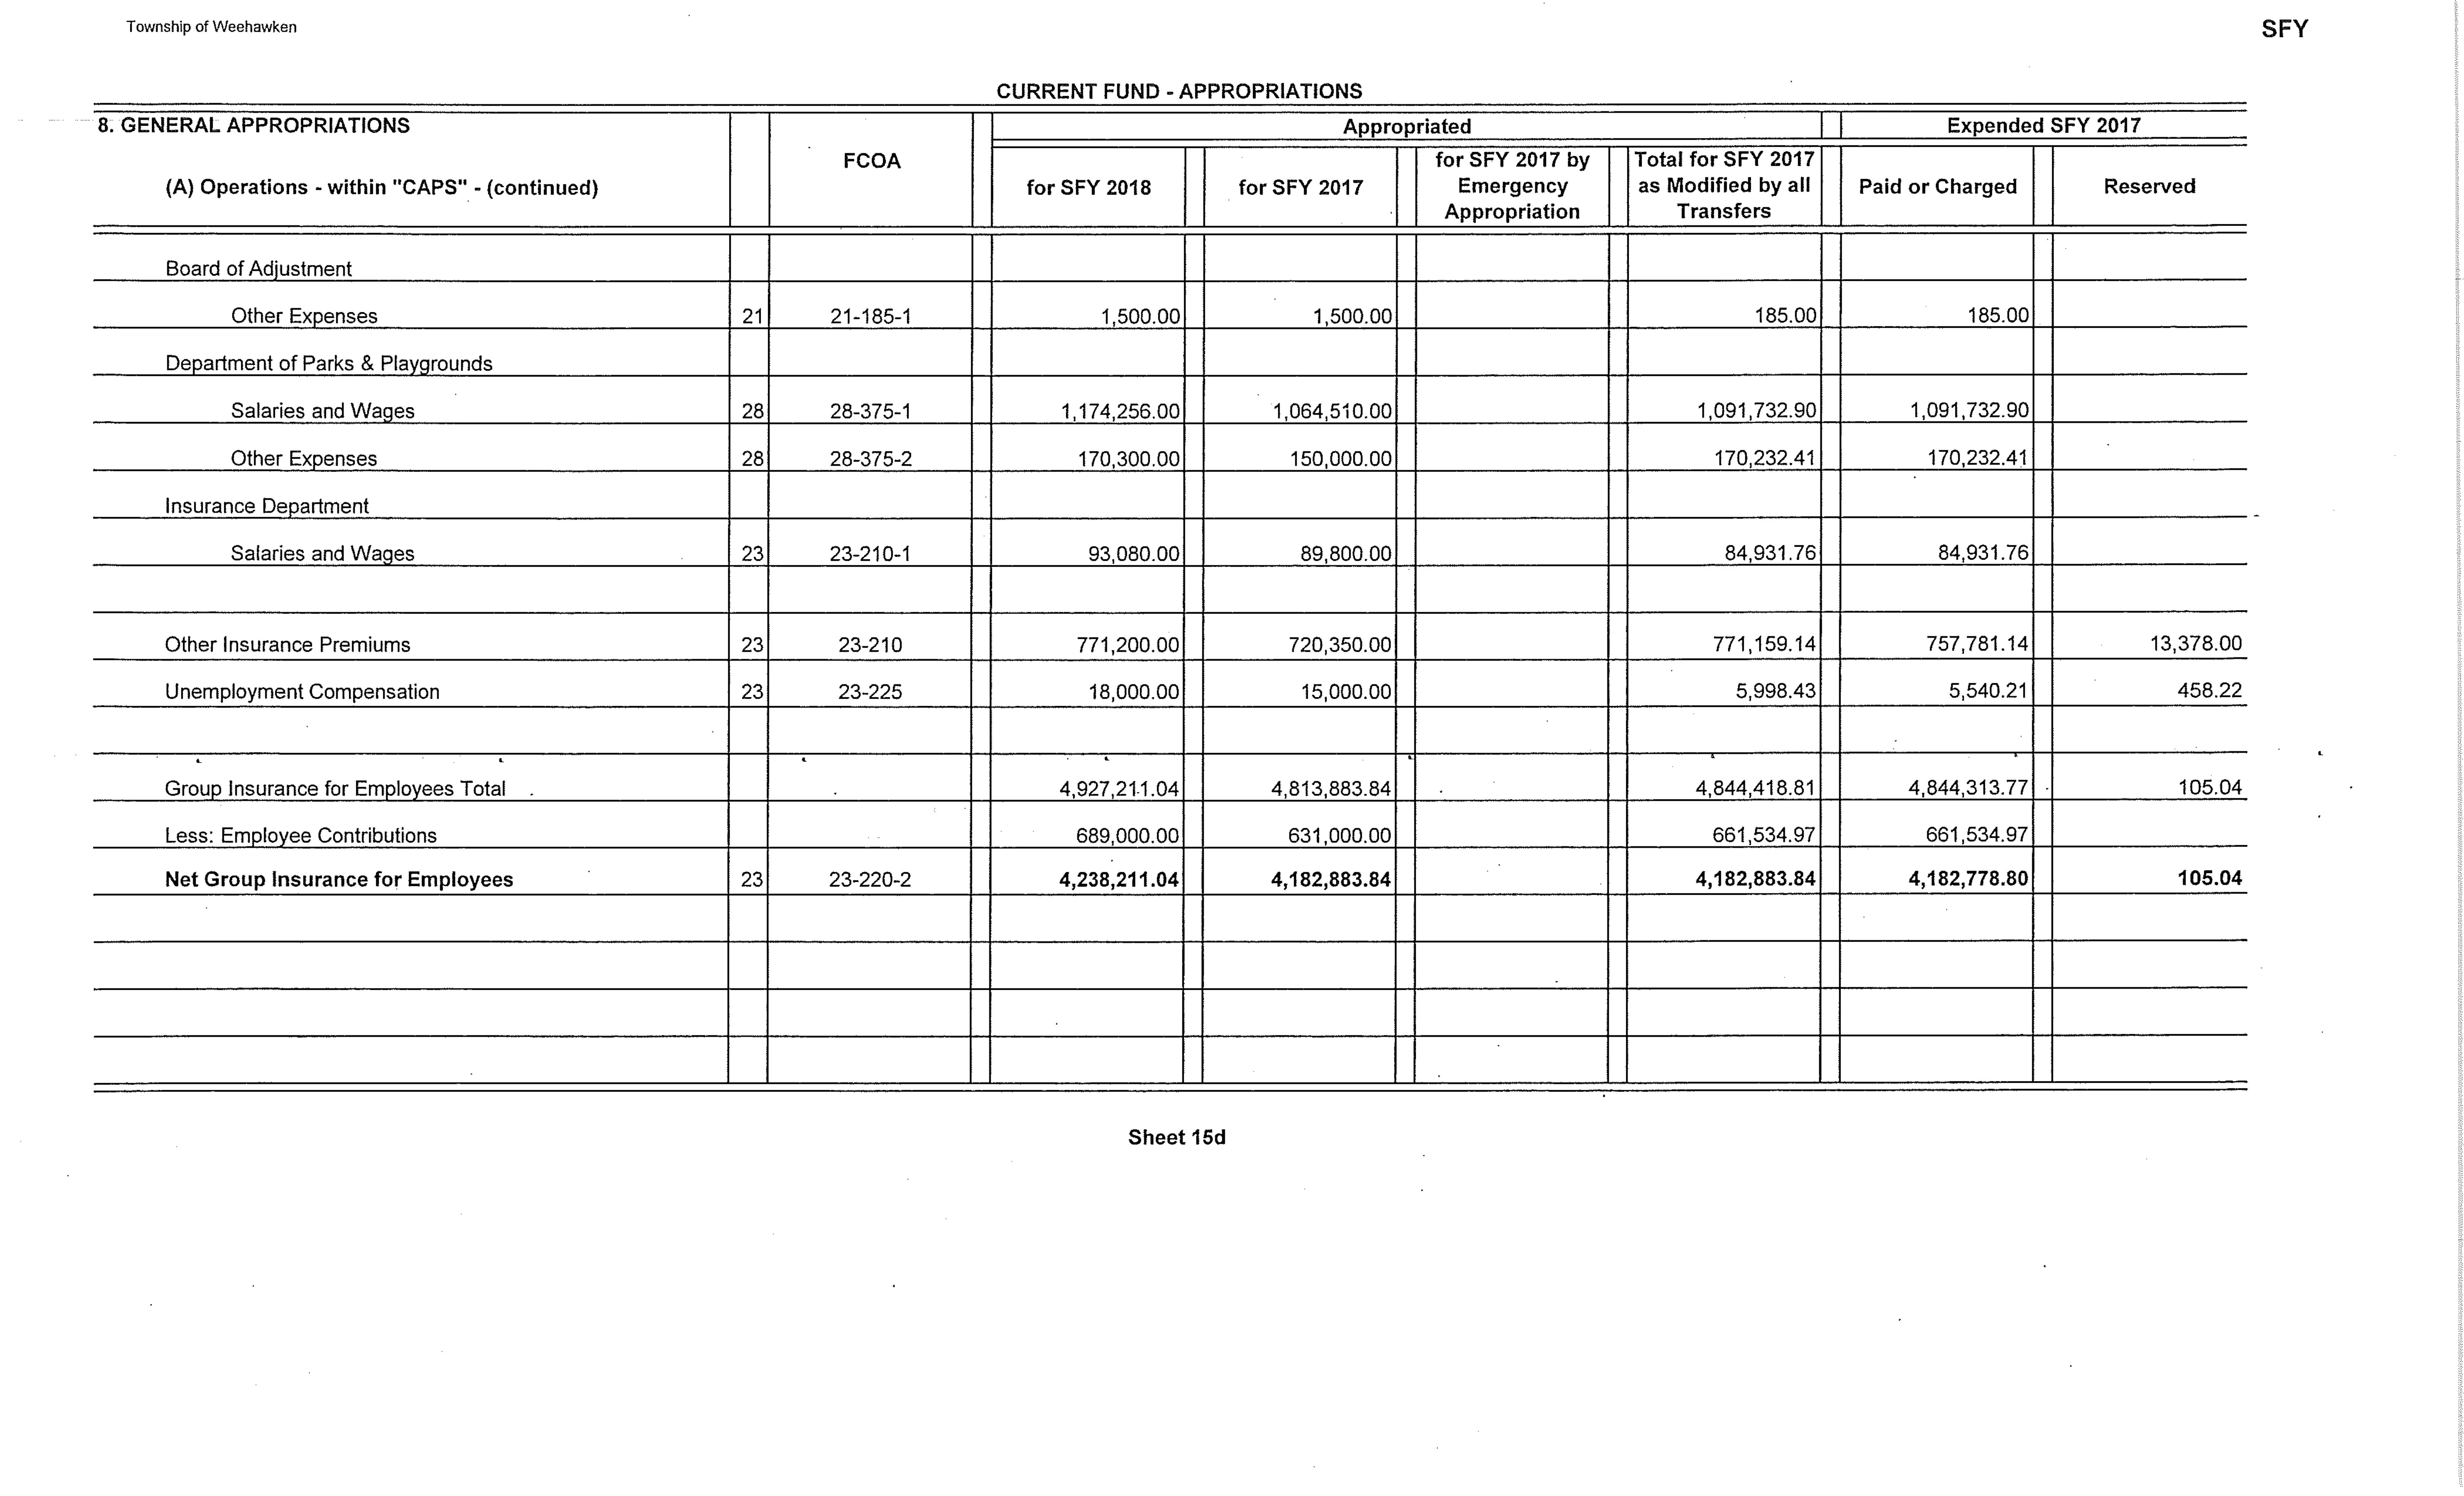 Township of Weehawken
SFY
CURRENT FUND - APPROPRIATIONS
8. GENERAL APPROPRIATIONS Appropriated Expended SFY 2017
(A) Operations - within "CAPS" - (continued) FCOA for SFY 2018 for SFY 2017 for SFY 2017 by Emergency Appropriation Total for SFY 2017 as Modified by all Transfers Paid or Charged Reserved
Board of Adjustment
Other Expenses 21 21-185-1 1,500.00 1,500.00 185.00 185.00
Department of Parks & Playgrounds
Salaries and Wages 28 28-375-1 1,174,256.00 1,064,510.00 1,091,732.90 1,091,732.90
Other Expenses 28 28-375-2 170,300.00 150,000.00 170,232.41 170,232.41
Insurance Department
Salaries and Wages 23 23-210-1 93,080.00 89,800.00 84,931.76 84,931.76
Other Insurance Premiums 23 23-210 771,200.00 720,350.00 771,159.14 757,781.14 13,378.00
Unemployment Compensation 23 23-225 18,000.00 15,000.00 5,998.43 5,540.21 458.22
Group Insurance for Employees Total 4,927,211.04 4,813,883.84 4,844,418.81 4,844,313.77 105.04
Less: Employee Contributions 689,000.00 631,000.00 661,534.97 661,534.97
Net Group Insurance for Employees 23 23-220-2 4,238,211.04 4,182,883.84 4,182,883.84 4,182,778.80 105.04
Sheet 15d